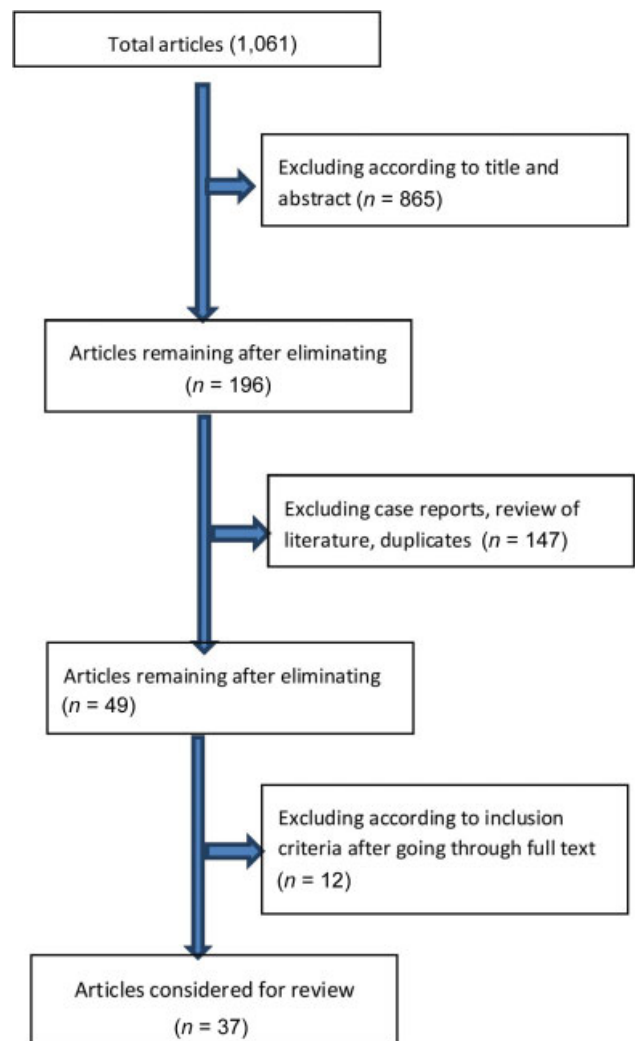 Total articles (1,061)
Excluding according to title and
abstract (n = 865)
Articles remaining after eliminating
(n = 196)
Excluding case reports, review of
literature, duplicates (n = 147)
Articles remaining after eliminating
(n = 49)
Excluding according to inclusion
criteria after going through full text
(n = 12)
Articles considered for review
(n = 37)